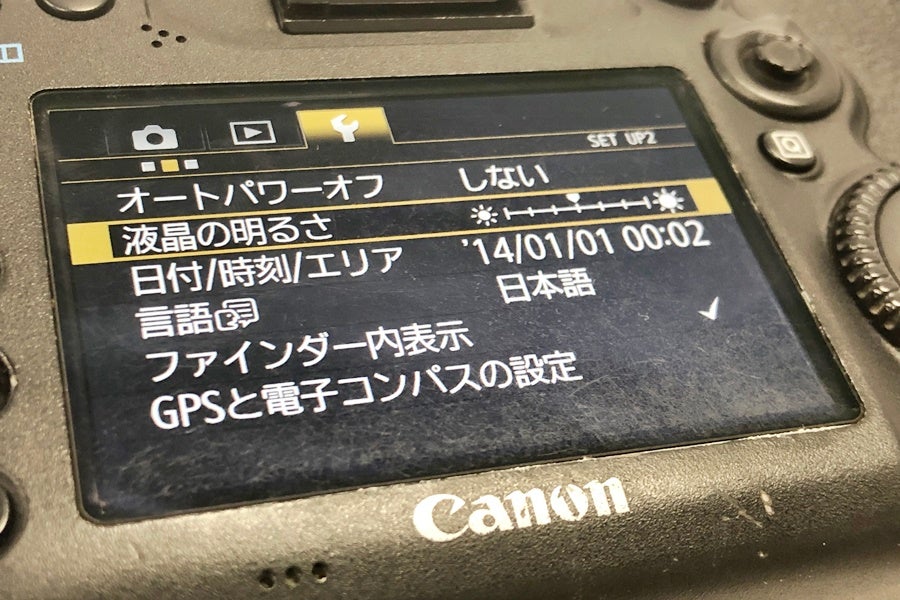 SET UP2
オートパワーオフ しない
液晶の明るさ
日付/時刻/エリア '14/01/01 00:02
言語 日本語
ファインダー内表示
GPSと電子コンパスの設定
Canon